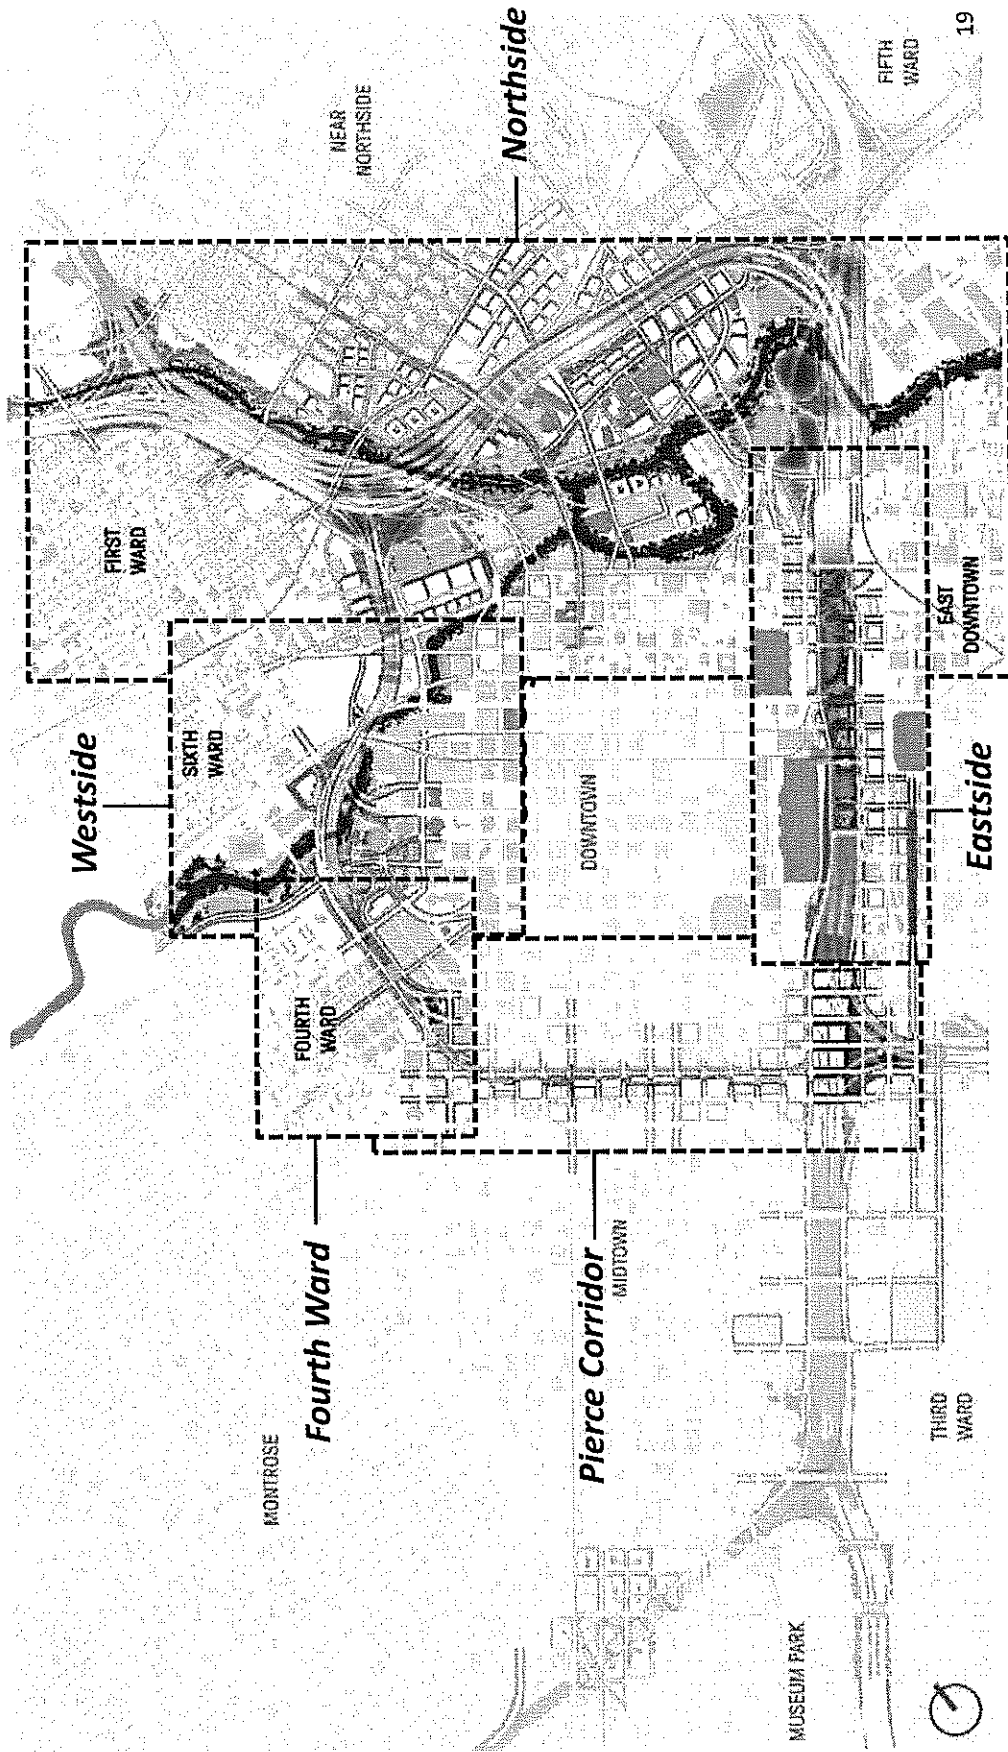 Westside
Northside
Fourth Ward
Pierce Corridor
Eastside
FIRST
WARD
SIXTH
WARD
FOURTH
WARD
NEAR
NORTHSIDE
FIFTH
WARD
DOWNTOWN
EAST
DOWNTOWN
MONTROSE
MIDTOWN
THIRD
WARD
MUSEUM PARK
19